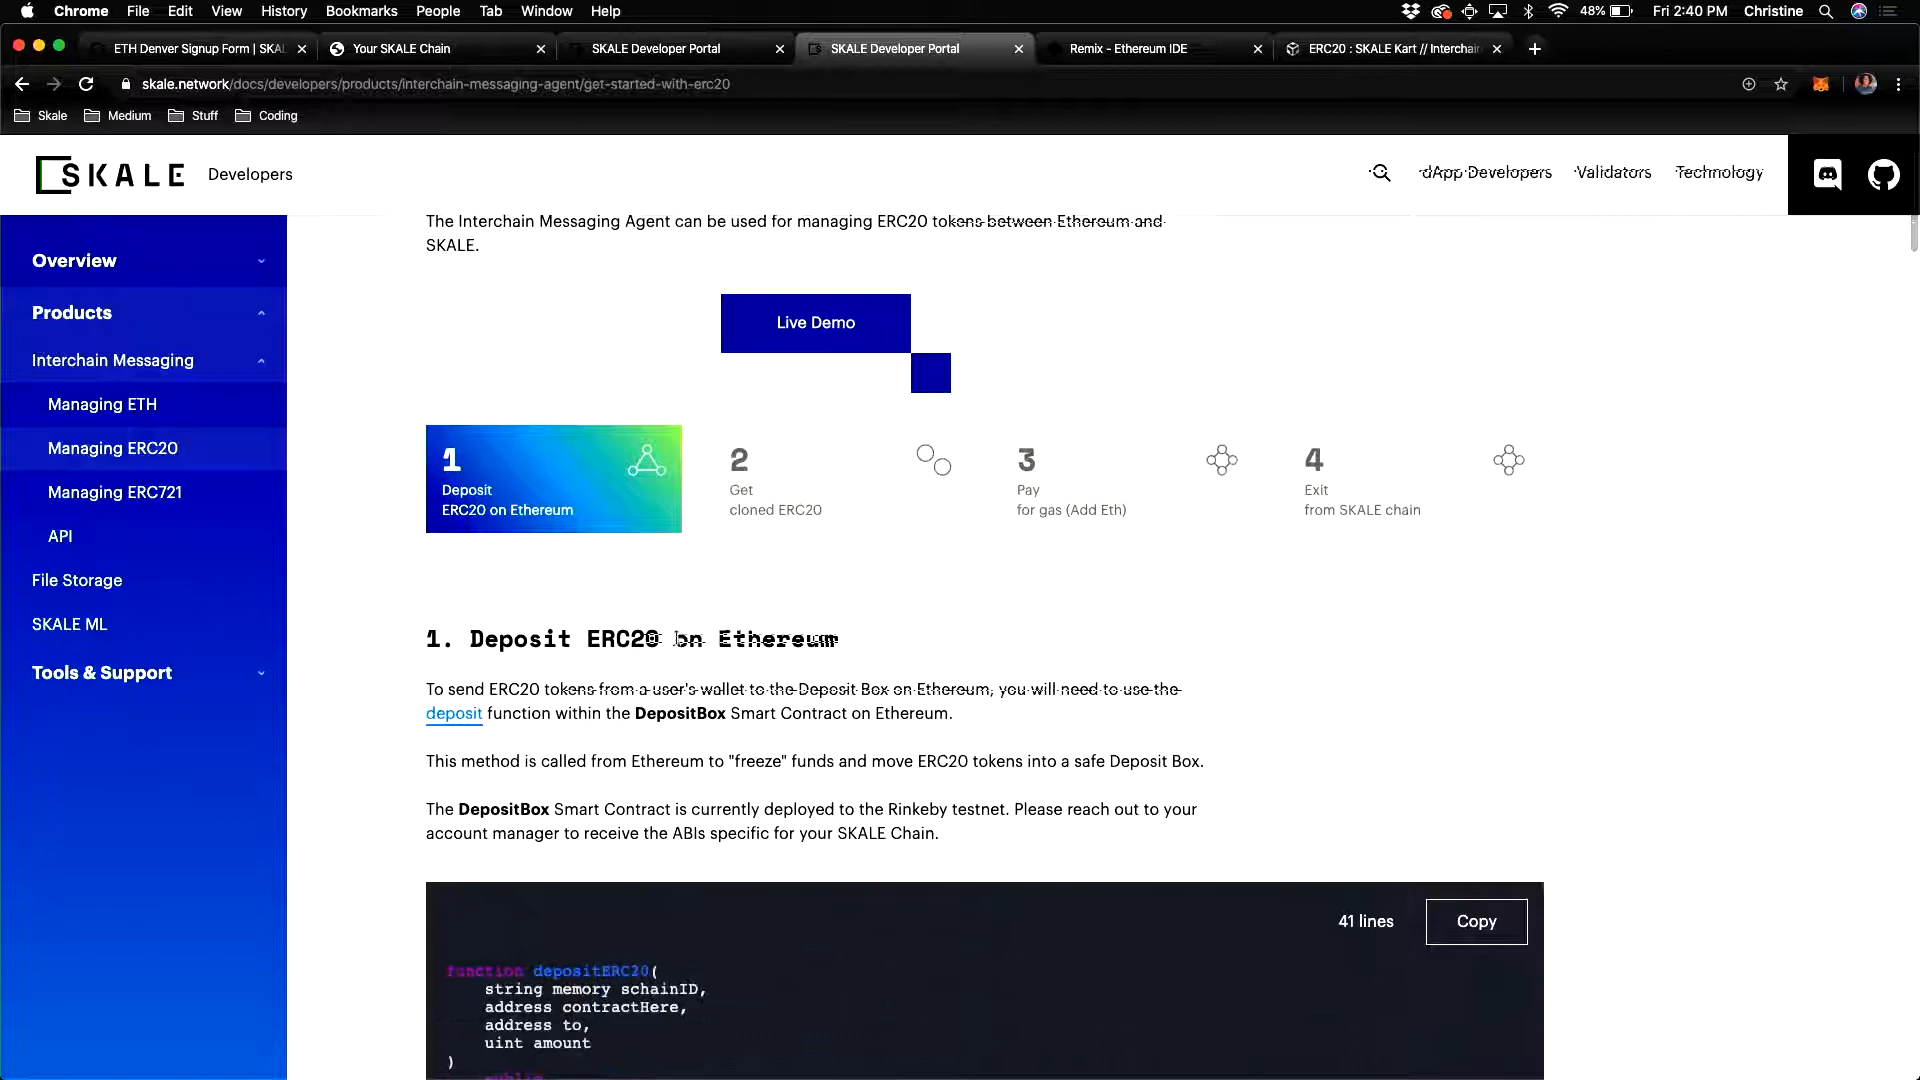 Chrome File Edit View History Bookmarks People Tab Window Help 48% Fri 2:40 PM Christine
ETH Denver Signup Form | SKAL
Your SKALE Chain
SKALE Developer Portal
SKALE Developer Portal
Remix - Ethereum IDE
ERC20 : SKALE Kart // Interchain
skale.network/docs/developers/products/interchain-messaging-agent/get-started-with-erc20
Skale Medium Stuff Coding
SKALE Developers
dApp Developers Validators Technology
Overview
Products
Interchain Messaging
Managing ETH
Managing ERC20
Managing ERC721
API
File Storage
SKALE ML
Tools & Support
The Interchain Messaging Agent can be used for managing ERC20 tokens between Ethereum and
SKALE.
Live Demo
1
Deposit
ERC20 on Ethereum
2
Get
cloned ERC20
3
Pay
for gas (Add Eth)
4
Exit
from SKALE chain
1. Deposit ERC20 on Ethereum
To send ERC20 tokens from a user's wallet to the Deposit Box on Ethereum, you will need to use the
deposit function within the DepositBox Smart Contract on Ethereum.
This method is called from Ethereum to "freeze" funds and move ERC20 tokens into a safe Deposit Box.
The DepositBox Smart Contract is currently deployed to the Rinkeby testnet. Please reach out to your
account manager to receive the ABIs specific for your SKALE Chain.
41 lines
Copy
function depositERC20(
string memory schainID,
address contractHere,
address to,
uint amount
)
public